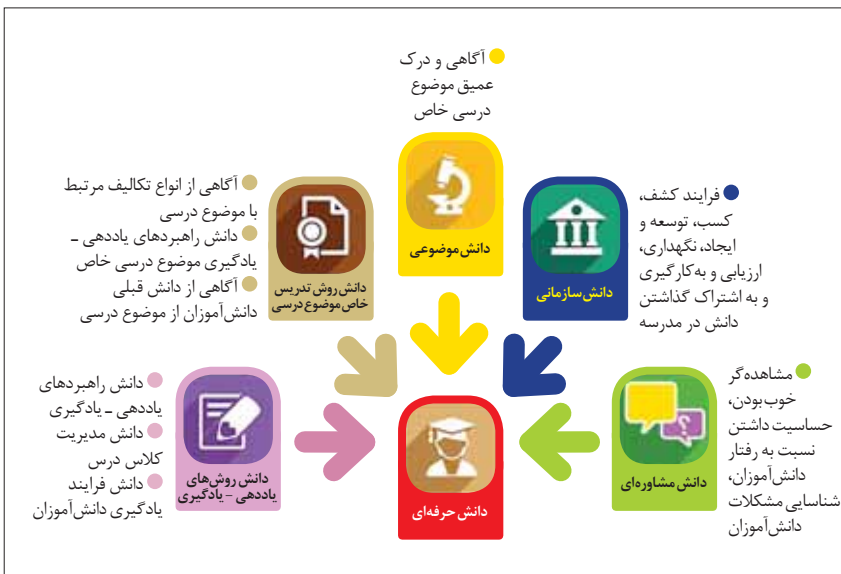 آگاهی و درک
عمیق موضوع
درسی خاص
دانش موضوعی
فرایند کشف،
کسب، توسعه و
ایجاد، نگهداری،
ارزیابی و به‌کارگیری
و به اشتراک گذاشتن
دانش در مدرسه
دانش سازمانی
آگاهی از انواع تکالیف مرتبط
با موضوع درسی
دانش راهبردهای یاددهی ـ
یادگیری موضوع درسی خاص
آگاهی از دانش قبلی
دانش‌آموزان از موضوع درسی
دانش روش تدریس
خاص موضوع درسی
مشاهده‌گر
خوب‌بودن،
حساسیت داشتن
نسبت به رفتار
دانش‌آموزان،
شناسایی مشکلات
دانش‌آموزان
دانش مشاوره‌ای
دانش حرفه‌ای
دانش راهبردهای
یاددهی ـ یادگیری
دانش مدیریت
کلاس درس
دانش فرایند
یادگیری دانش‌آموزان
دانش روش‌های
یاددهی - یادگیری
؟